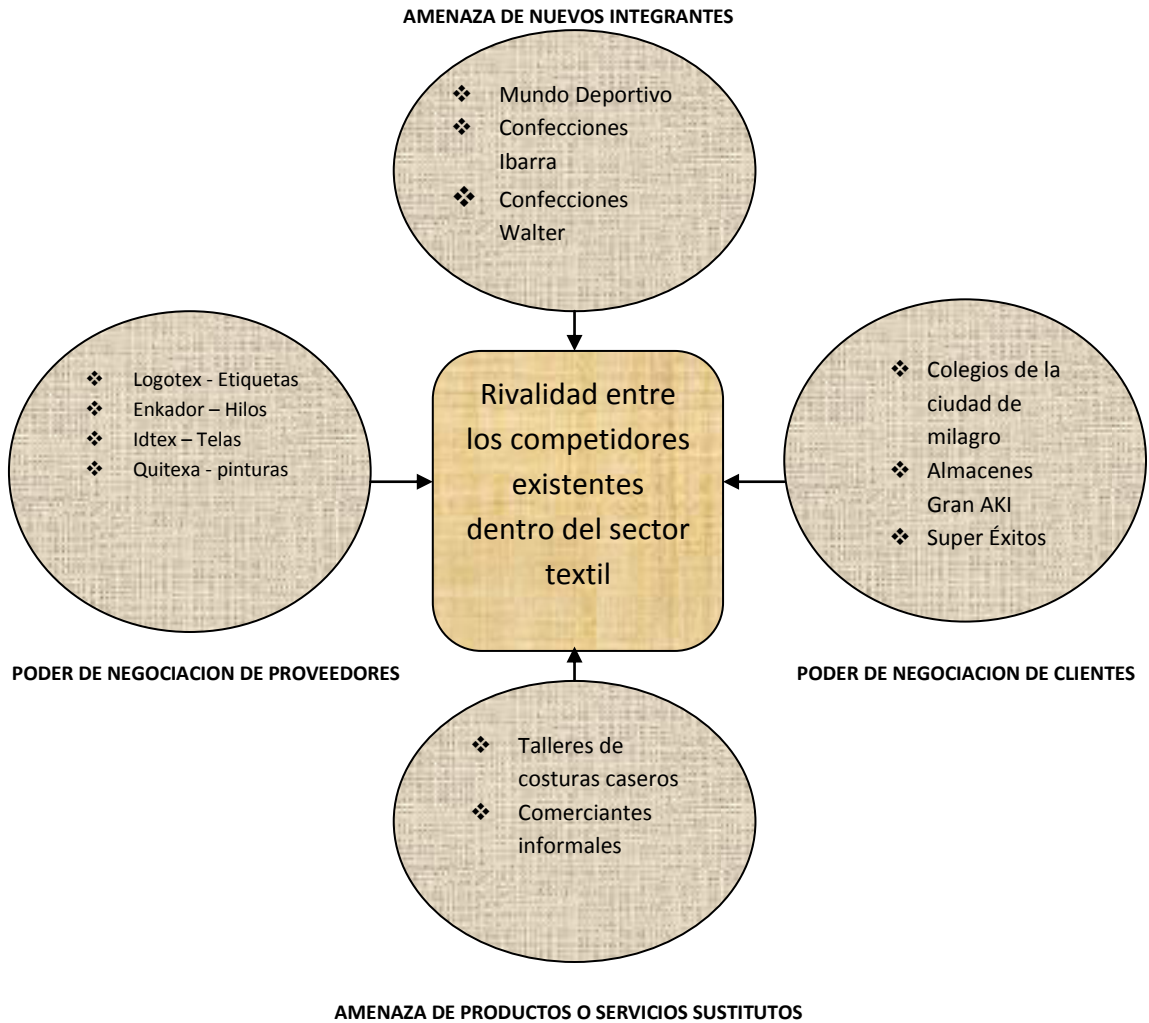 AMENAZA DE NUEVOS INTEGRANTES
❖ Mundo Deportivo
❖ Confecciones
Ibarra
❖ Confecciones
Walter
❖ Logotex - Etiquetas
❖ Enkador – Hilos
❖ Idtex – Telas
❖ Quitexa - pinturas
PODER DE NEGOCIACION DE PROVEEDORES
Rivalidad entre
los competidores
existentes
dentro del sector
textil
❖ Colegios de la
ciudad de
milagro
❖ Almacenes
Gran AKI
❖ Super Éxitos
PODER DE NEGOCIACION DE CLIENTES
❖ Talleres de
costuras caseros
❖ Comerciantes
informales
AMENAZA DE PRODUCTOS O SERVICIOS SUSTITUTOS